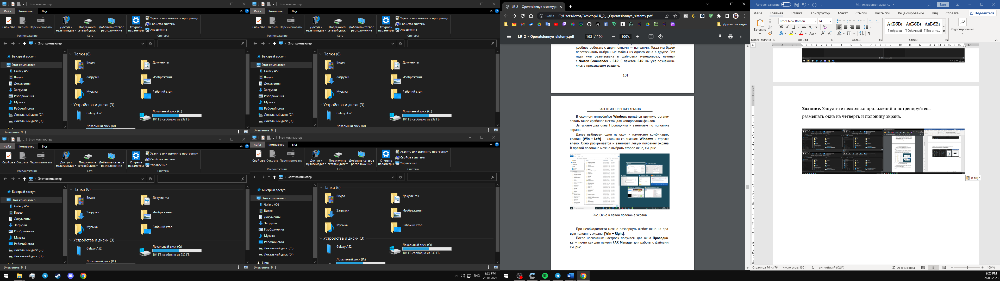 Этот компьютер
Файл Компьютер Вид
Свойства Открыть Переименовать
Доступ к мультимедиа
Подключить сетевой диск
Добавить сетевое расположение
Открыть параметры
Удалить или изменить программу
Свойства системы
Управление
Расположение Сеть Система
Этот компьютер
Быстрый доступ
Этот компьютер
Galaxy A52
Видео
Документы
Загрузки
Изображения
Музыка
Рабочий стол
Локальный диск (C:)
Локальный диск (D:)
Папки (6)
Видео Документы
Загрузки Изображения
Музыка Рабочий стол
Устройства и диски (3)
Galaxy A52
Локальный диск (C:)
104 ГБ свободно из 232 ГБ
Локальный диск (D:)
Элементов: 9
Этот компьютер
Файл Компьютер Вид
Свойства Открыть Переименовать
Доступ к мультимедиа
Подключить сетевой диск
Добавить сетевое расположение
Открыть параметры
Удалить или изменить программу
Свойства системы
Управление
Расположение Сеть Система
Этот компьютер
Быстрый доступ
Этот компьютер
Galaxy A52
Видео
Документы
Загрузки
Изображения
Музыка
Рабочий стол
Локальный диск (C:)
Локальный диск (D:)
Папки (6)
Видео Документы
Загрузки Изображения
Музыка Рабочий стол
Устройства и диски (3)
Galaxy A52
Локальный диск (C:)
104 ГБ свободно из 232 ГБ
Локальный диск (D:)
Элементов: 9
Этот компьютер
Файл Компьютер Вид
Свойства Открыть Переименовать
Доступ к мультимедиа
Подключить сетевой диск
Добавить сетевое расположение
Открыть параметры
Удалить или изменить программу
Свойства системы
Управление
Расположение Сеть Система
Этот компьютер
Быстрый доступ
Этот компьютер
Galaxy A52
Видео
Документы
Загрузки
Изображения
Музыка
Рабочий стол
Локальный диск (C:)
Локальный диск (D:)
Папки (6)
Видео Документы
Загрузки Изображения
Музыка Рабочий стол
Устройства и диски (3)
Galaxy A52
Локальный диск (C:)
104 ГБ свободно из 232 ГБ
Локальный диск (D:)
Элементов: 9
Этот компьютер
Файл Компьютер Вид
Свойства Открыть Переименовать
Доступ к мультимедиа
Подключить сетевой диск
Добавить сетевое расположение
Открыть параметры
Удалить или изменить программу
Свойства системы
Управление
Расположение Сеть Система
Этот компьютер
Быстрый доступ
Этот компьютер
Galaxy A52
Видео
Документы
Загрузки
Изображения
Музыка
Рабочий стол
Локальный диск (C:)
Локальный диск (D:)
Linux
Папки (6)
Видео Документы
Загрузки Изображения
Музыка Рабочий стол
Устройства и диски (3)
Galaxy A52
Локальный диск (C:)
104 ГБ свободно из 232 ГБ
Локальный диск (D:)
Элементов: 9
ENG 9:25 PM
26.03.2023
LR_2_-_Operatsionnye_sistemy.p
Файл C:/Users/lexot/Desktop/LR_2_-_Operatsionnye_sistemy.pdf
Другие закладки
LR_2_-_Operatsionnye_sistemy.pdf 103 / 160 100%
удобнее работать с двумя окнами — панелями. Тогда мы будем
перетаскивать выбранные файлы из одного окна в другое. Эта
идея уже реализована в файловых менеджерах, начиная
с Norton Commander и FAR. С пакетом FAR мы уже познакоми-
лись в предыдущем разделе.
101
ВАЛЕНТИН ЮЛЬЕВИЧ АРЬКОВ
В оконном интерфейсе Windows придётся вручную органи-
зовать такое «рабочее место» для копирования файлов.
Запускаем два окна Проводника и занимаем по половине
экрана.
Далее выбираем одно из окон и нажимаем комбинацию
клавиш [Win + Left] — клавиша со значком Windows и стрелка
влево. Окно раскрывается и занимает левую половину экрана.
В правой половине можно выбрать второе окно, см. рис.
Рис. Окно в левой половине экрана
При необходимости можно развернуть любое окно на пра-
вую половину экрана: [Win + Right].
После несложных настроек получаем два окна Проводни-
ка — почти как две панели FAR Manager для работы с файлами,
см. рис.
Автосохранение Министерство науки и... Вход
Файл Главная Вставка Конструктор Макет Ссылки Рассылки Рецензирование Вид Справка Поделиться
Вставить
Times New Roman 14
Ж К Ч
АаБбВв АаБбВв АаБбВв
¶ образец ¶ Обычный ¶ Без инте...
Редактирование
Буфер обмена Шрифт Абзац Стили
Задание. Запустите несколько приложений и потренируйтесь
размещать окна на четверть и половину экрана.
(Ctrl)
Страница 76 из 76 Число слов: 1501 английский (США) Фокусировка 100 %
9:25 PM
26.03.2023